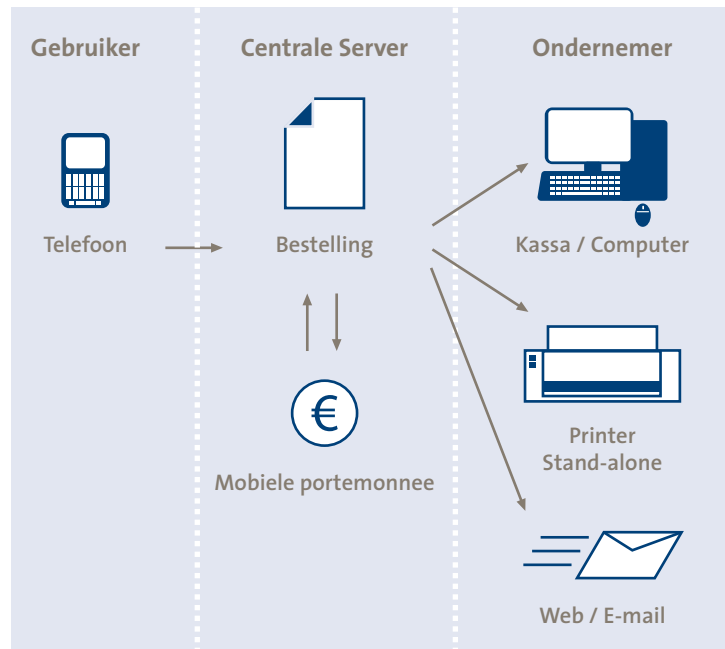 Gebruiker
Centrale Server
Ondernemer
Telefoon
Bestelling
Kassa / Computer
€
Mobiele portemonnee
Printer
Stand-alone
Web / E-mail